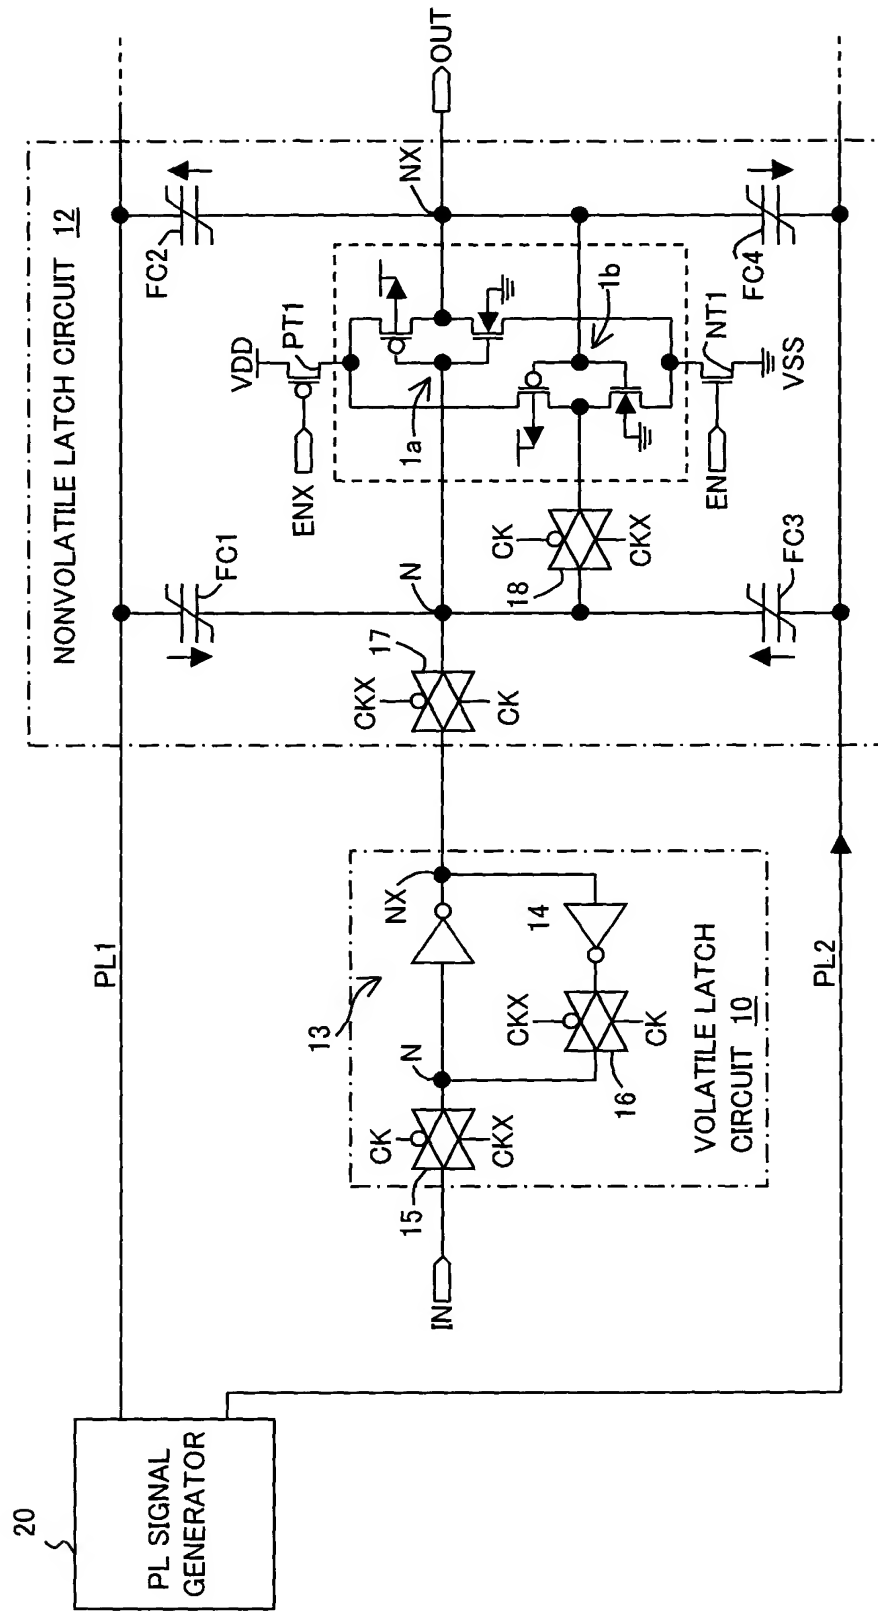 20
PL SIGNAL
GENERATOR
PL1
PL2
IN
15
CK
CKX
N
13
NX
14
CKX
CK
16
VOLATILE LATCH
CIRCUIT 10
NONVOLATILE LATCH CIRCUIT 12
17
CKX
CK
N
FC1
FC3
18
CK
CKX
ENX
VDD
PT1
1a
1b
EN
NT1
VSS
FC2
NX
FC4
OUT